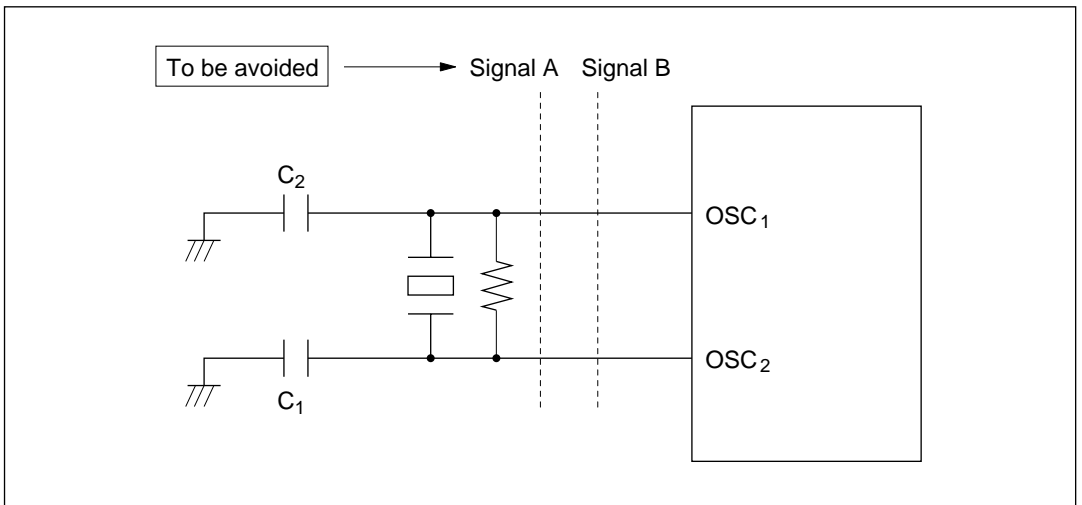 To be avoided
Signal A
Signal B
C2
OSC1
OSC2
C1